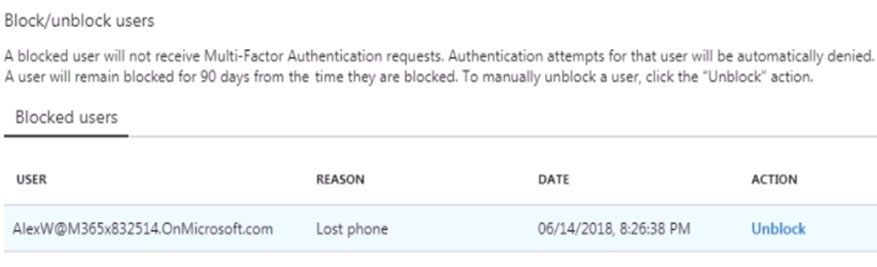 Block/unblock users
A blocked user will not receive Multi-Factor Authentication requests. Authentication attempts for that user will be automatically denied.
A user will remain blocked for 90 days from the time they are blocked. To manually unblock a user, click the "Unblock" action.
Blocked users
USER REASON DATE ACTION
AlexW@M365x832514.OnMicrosoft.com Lost phone 06/14/2018, 8:26:38 PM Unblock